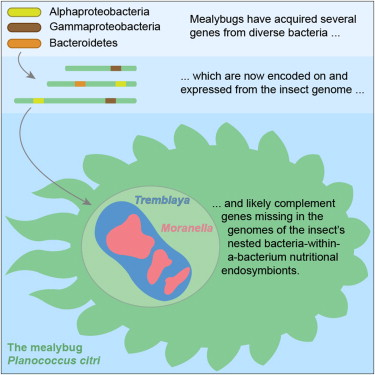 Alphaproteobacteria
Gammaproteobacteria
Bacteroidetes
Mealybugs have acquired several
genes from diverse bacteria ...
... which are now encoded on and
expressed from the insect genome ...
Tremblaya
Moranella
... and likely complement
genes missing in the
genomes of the insect's
nested bacteria-within-
a-bacterium nutritional
endosymbionts.
The mealybug
Planococcus citri